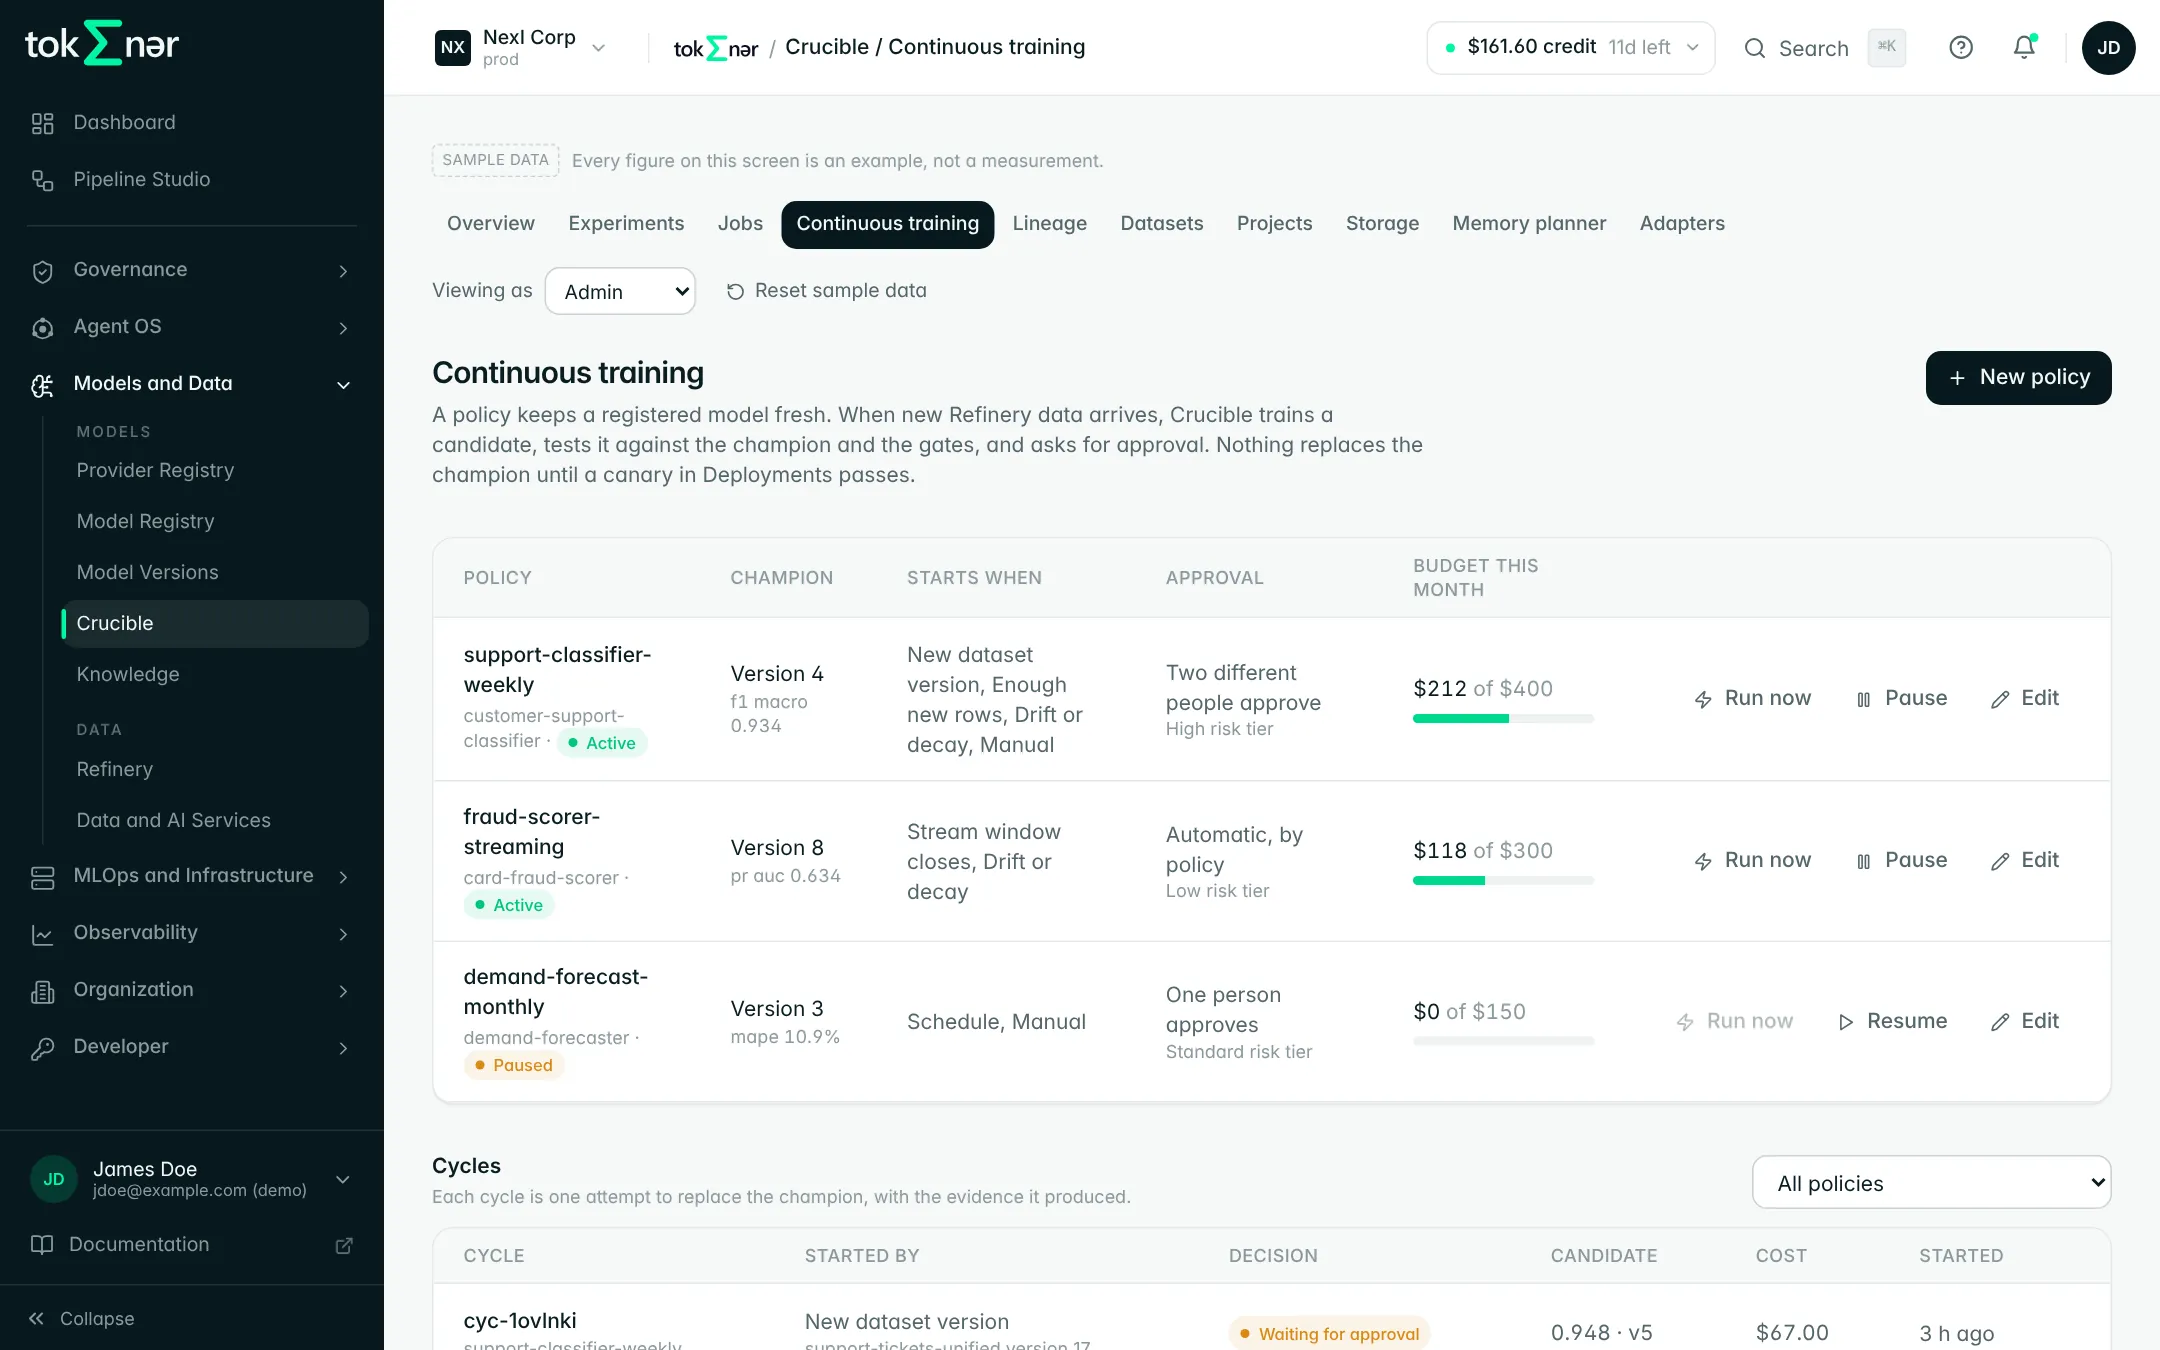 tokΣnər
Dashboard
Pipeline Studio
Governance
Agent OS
Models and Data
MODELS
Provider Registry
Model Registry
Model Versions
Crucible
Knowledge
DATA
Refinery
Data and AI Services
MLOps and Infrastructure
Observability
Organization
Developer
JD
James Doe
jdoe@example.com (demo)
Documentation
Collapse
NX
Nexl Corp
prod
tokΣnər / Crucible / Continuous training
$161.60 credit 11d left
Search
⌘K
JD
SAMPLE DATA Every figure on this screen is an example, not a measurement.
Overview Experiments Jobs Continuous training Lineage Datasets Projects Storage Memory planner Adapters
Viewing as Admin Reset sample data
Continuous training
New policy
A policy keeps a registered model fresh. When new Refinery data arrives, Crucible trains a
candidate, tests it against the champion and the gates, and asks for approval. Nothing replaces the
champion until a canary in Deployments passes.
POLICY CHAMPION STARTS WHEN APPROVAL BUDGET THIS
MONTH
support-classifier-
weekly
customer-support-
classifier · Active
Version 4
f1 macro
0.934
New dataset
version, Enough
new rows, Drift or
decay, Manual
Two different
people approve
High risk tier
$212 of $400
Run now Pause Edit
fraud-scorer-
streaming
card-fraud-scorer ·
Active
Version 8
pr auc 0.634
Stream window
closes, Drift or
decay
Automatic, by
policy
Low risk tier
$118 of $300
Run now Pause Edit
demand-forecast-
monthly
demand-forecaster ·
Paused
Version 3
mape 10.9%
Schedule, Manual
One person
approves
Standard risk tier
$0 of $150
Run now Resume Edit
Cycles
Each cycle is one attempt to replace the champion, with the evidence it produced.
All policies
CYCLE STARTED BY DECISION CANDIDATE COST STARTED
cyc-1ovlnki
support-classifier-weekly
New dataset version
support-tickets-unified version 17
Waiting for approval
0.948 · v5
$67.00
3 h ago